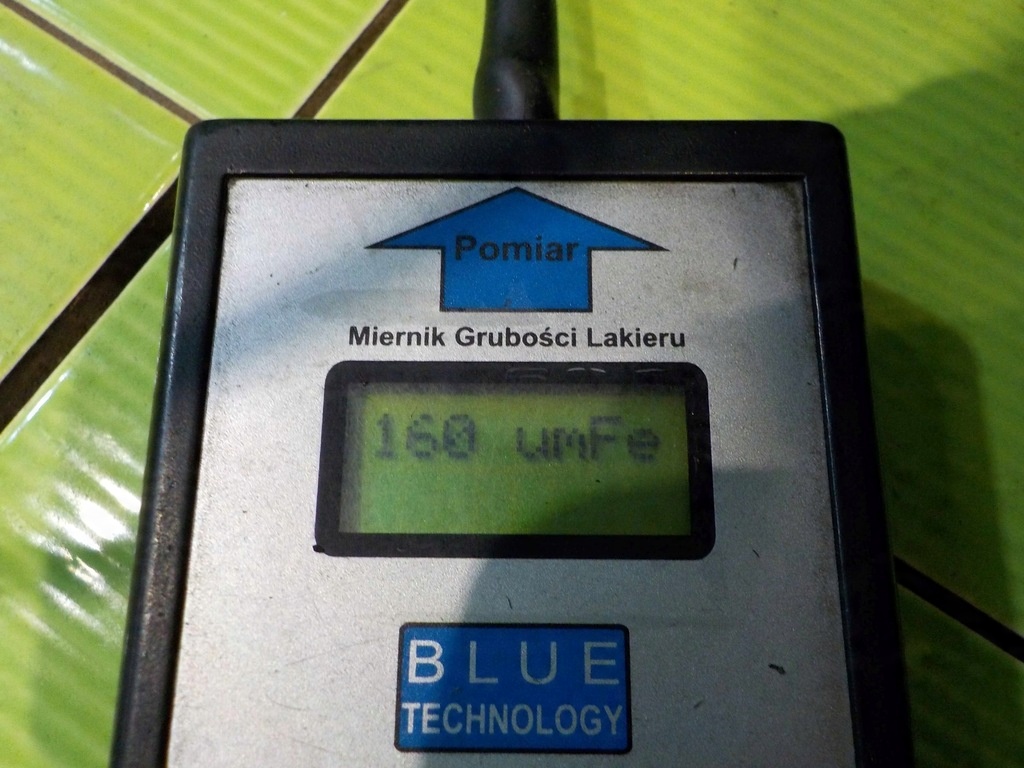 Pomiar
Miernik Grubości Lakieru
160 umFe
BLUE
TECHNOLOGY